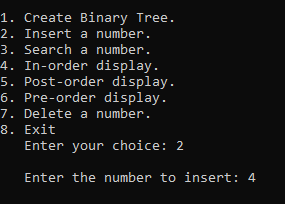 1. Create Binary Tree.
2. Insert a number.
3. Search a number.
4. In-order display.
5. Post-order display.
6. Pre-order display.
7. Delete a number.
8. Exit
Enter your choice: 2
Enter the number to insert: 4